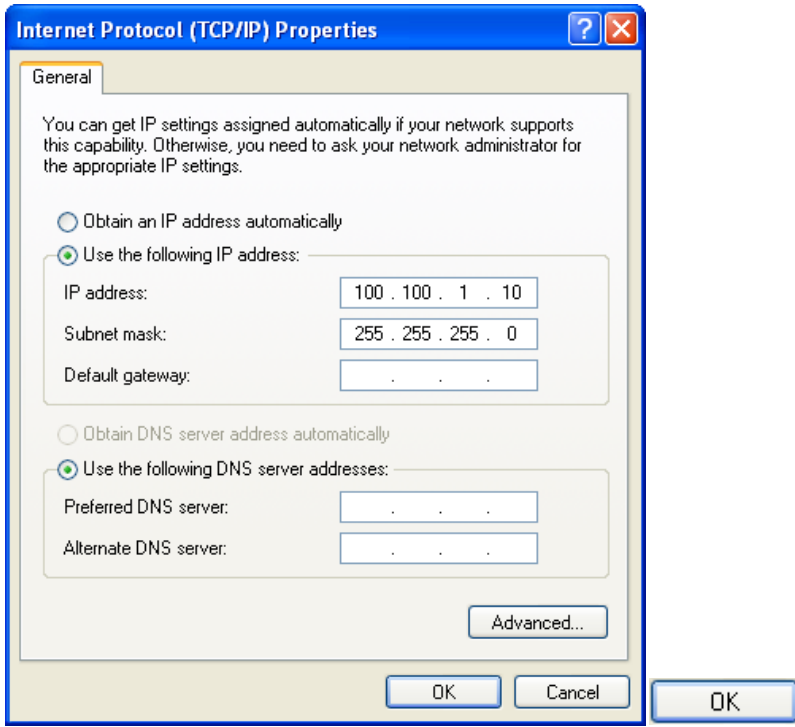 Internet Protocol (TCP/IP) Properties
General
You can get IP settings assigned automatically if your network supports
this capability. Otherwise, you need to ask your network administrator for
the appropriate IP settings.
Obtain an IP address automatically
Use the following IP address:
IP address: 100 . 100 . 1 . 10
Subnet mask: 255 . 255 . 255 . 0
Default gateway: . . .
Obtain DNS server address automatically
Use the following DNS server addresses:
Preferred DNS server: . . .
Alternate DNS server: . . .
Advanced...
OK Cancel OK